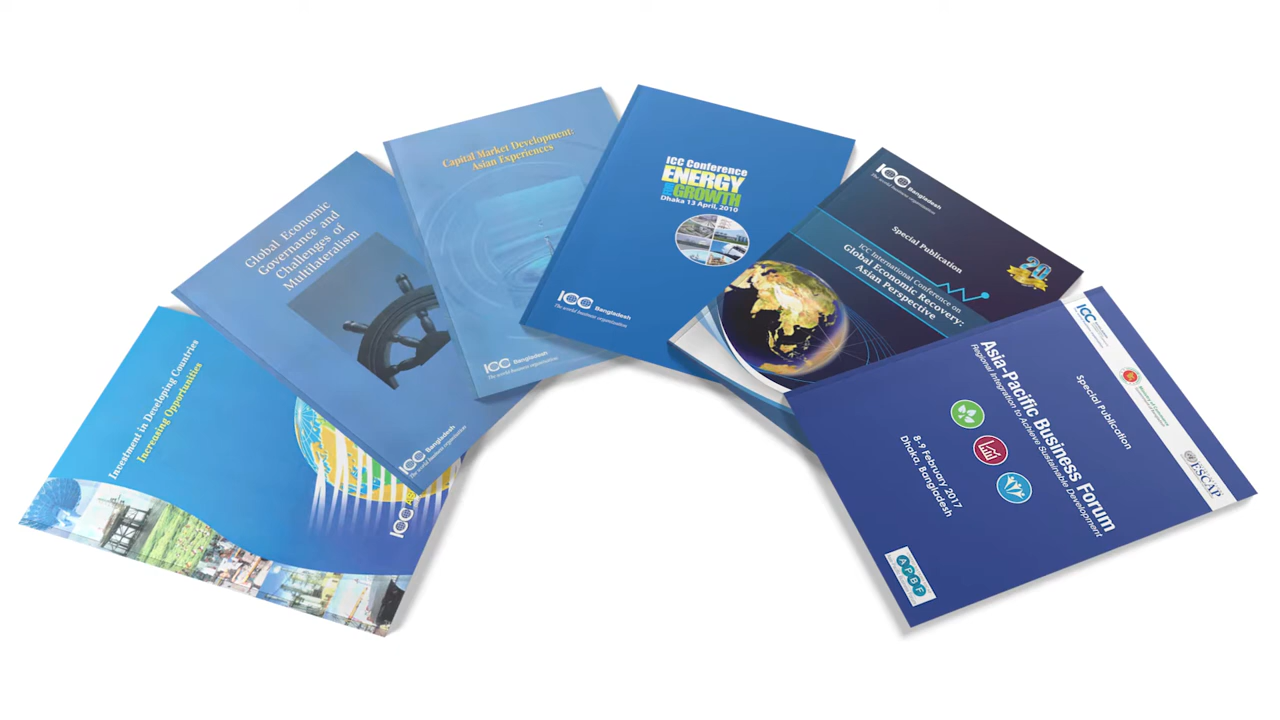 Investment in Developing Countries
Increasing Opportunities
ICC
Global Economic
Governance and
Challenges of
Multilateralism
ICC Bangladesh
The world business organization
Capital Market Development:
Asian Experiences
ICC Bangladesh
The world business organization
ICC Conference
ENERGY
FOR GROWTH
Dhaka 13 April, 2010
ICC Bangladesh
The world business organization
ICC Bangladesh
The world business organization
Special Publication
20
ICC International Conference on
Global Economic Recovery:
Asian Perspective
ICC
ESCAP
Special Publication
Asia-Pacific Business Forum
Regional Integration to Achieve Sustainable Development
8-9 February 2017
Dhaka, Bangladesh
APBF